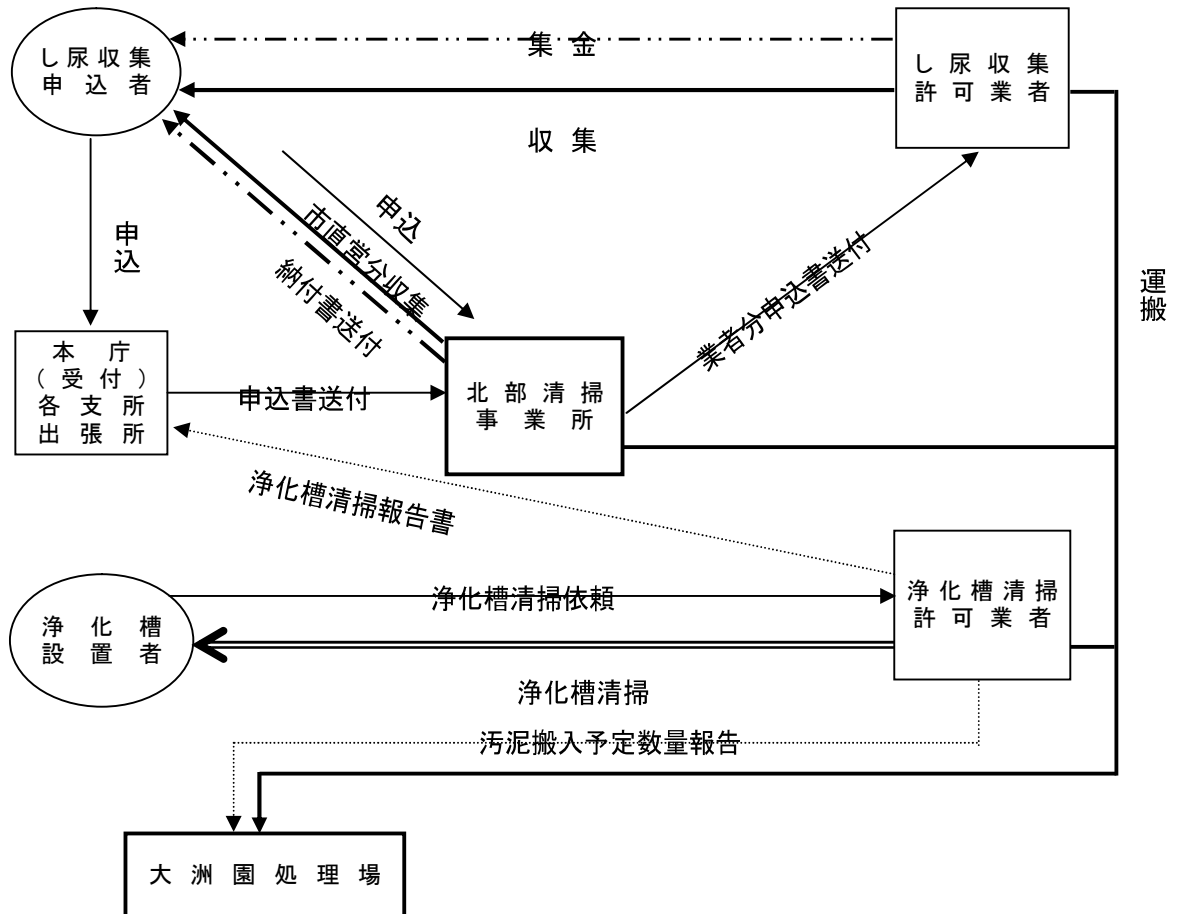 集金
し尿収集
申込者
し尿収集
許可業者
収集
申込
申込
市直営分収集
納付書送付
業者分申込書送付
運搬
本庁
（受付）
各支所
出張所
申込書送付
北部清掃
事業所
浄化槽清掃報告書
浄化槽清掃依頼
浄化槽清掃
許可業者
浄化槽
設置者
浄化槽清掃
汚泥搬入予定数量報告
大洲園処理場